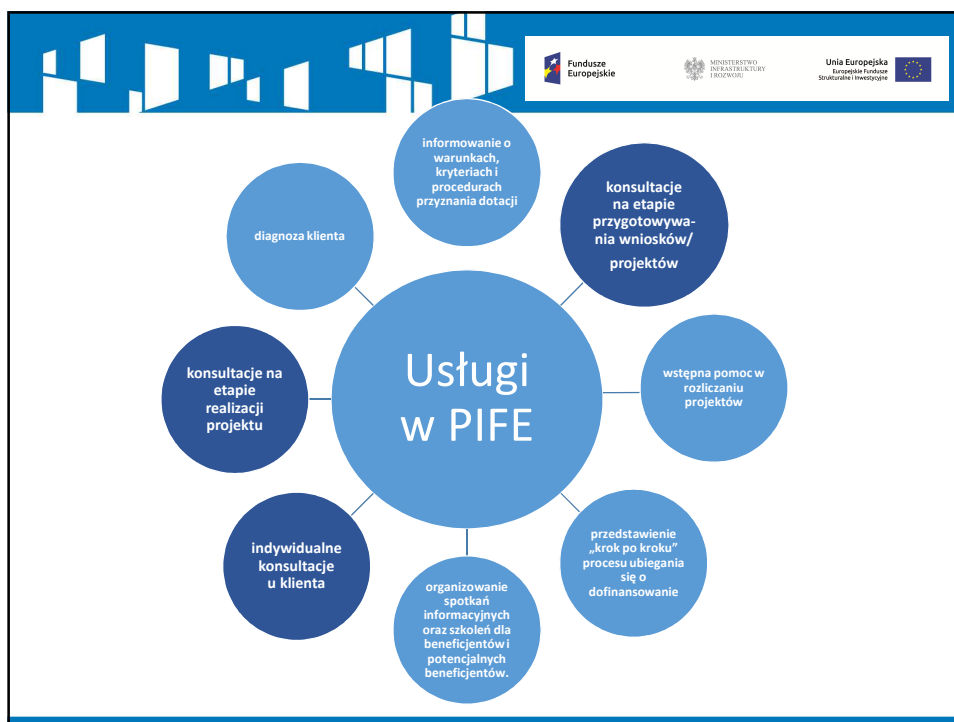 Fundusze
Europejskie
MINISTERSTWO
INFRASTRUKTURY
I ROZWOJU
Unia Europejska
Europejskie Fundusze
Strukturalne i Inwestycyjne
informowanie o
warunkach,
kryteriach i
procedurach
przyznania dotacji
konsultacje
na etapie
przygotowywa-
nia wniosków/
projektów
wstępna pomoc w
rozliczaniu
projektów
przedstawienie
„krok po kroku”
procesu ubiegania
się o
dofinansowanie
organizowanie
spotkań
informacyjnych
oraz szkoleń dla
beneficjentów i
potencjalnych
beneficjentów.
indywidualne
konsultacje
u klienta
konsultacje na
etapie
realizacji
projektu
diagnoza klienta
Usługi
w PIFE